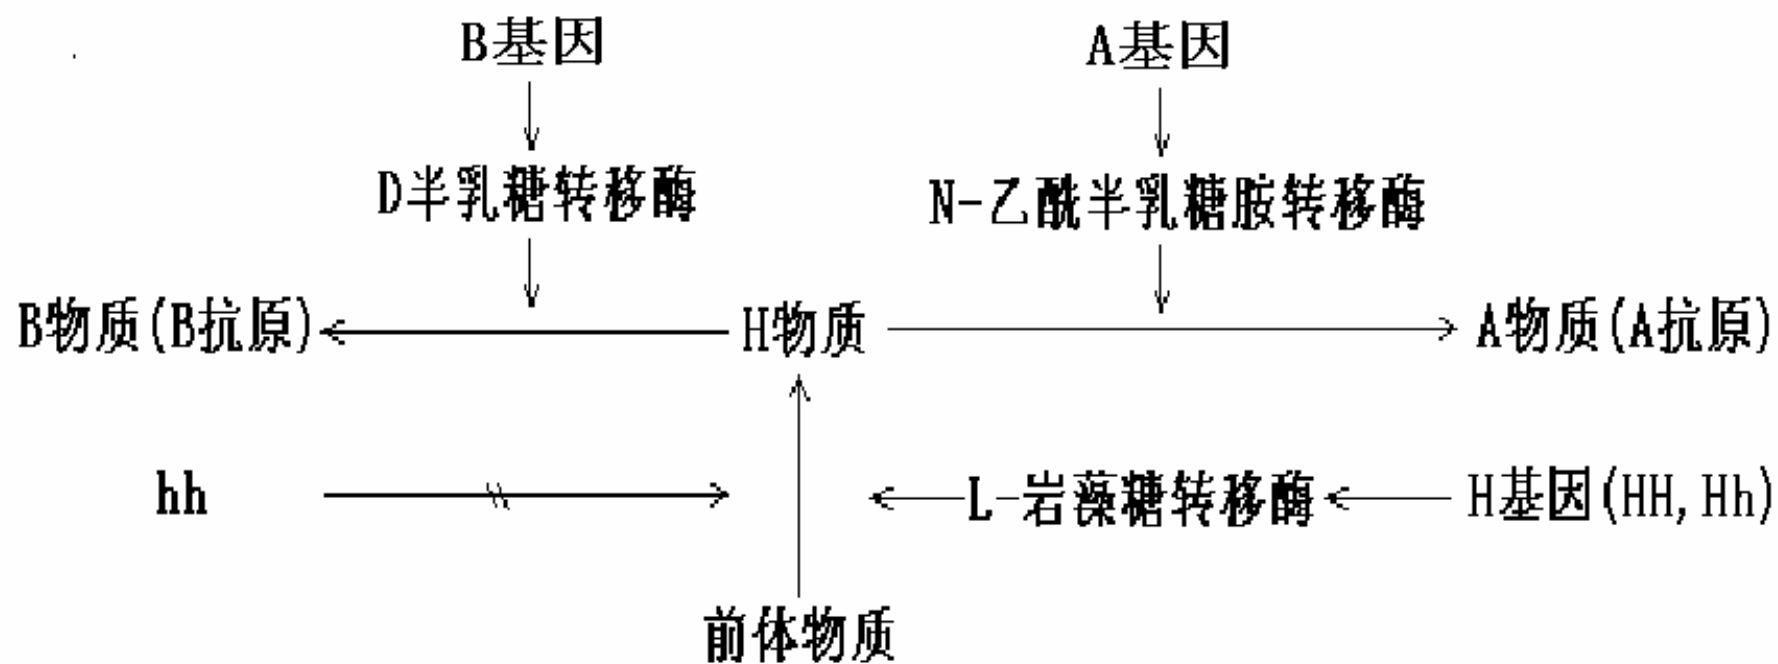 B基因 A基因
D半乳糖转移酶 N-乙酰半乳糖胺转移酶
B物质(B抗原) H物质 A物质(A抗原)
hh L-岩藻糖转移酶 H基因(HH,Hh)
前体物质